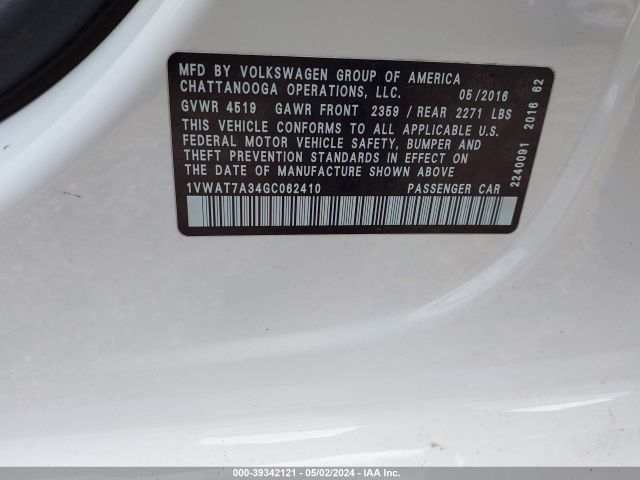 MFD BY VOLKSWAGEN GROUP OF AMERICA
CHATTANOOGA OPERATIONS, LLC. 05/2016
GVWR 4519 GAWR FRONT 2359 / REAR 2271 LBS
THIS VEHICLE CONFORMS TO ALL APPLICABLE U.S.
FEDERAL MOTOR VEHICLE SAFETY, BUMPER AND
THEFT PREVENTION STANDARDS IN EFFECT ON
THE DATE OF MANUFACTURE SHOWN ABOVE
1VWAT7A34GC062410 PASSENGER CAR
2240091 2016 62
000-39342121 - 05/02/2024 - IAAI.COM